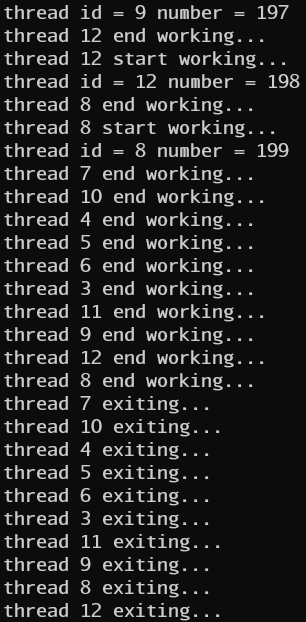 thread id = 9 number = 197
thread 12 end working...
thread 12 start working...
thread id = 12 number = 198
thread 8 end working...
thread 8 start working...
thread id = 8 number = 199
thread 7 end working...
thread 10 end working...
thread 4 end working...
thread 5 end working...
thread 6 end working...
thread 3 end working...
thread 11 end working...
thread 9 end working...
thread 12 end working...
thread 8 end working...
thread 7 exiting...
thread 10 exiting...
thread 4 exiting...
thread 5 exiting...
thread 6 exiting...
thread 3 exiting...
thread 11 exiting...
thread 9 exiting...
thread 8 exiting...
thread 12 exiting...